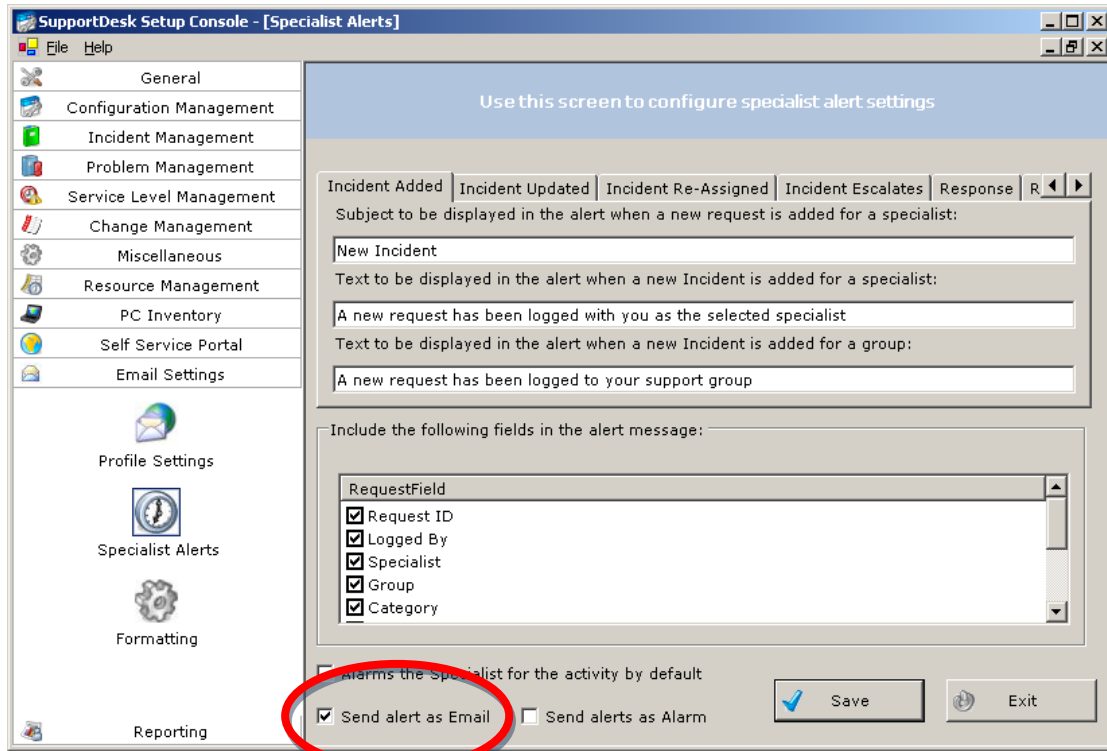 SupportDesk Setup Console - [Specialist Alerts]
File Help
General
Configuration Management
Incident Management
Problem Management
Service Level Management
Change Management
Miscellaneous
Resource Management
PC Inventory
Self Service Portal
Email Settings
Profile Settings
Specialist Alerts
Formatting
Reporting
Use this screen to configure specialist alert settings
Incident Added Incident Updated Incident Re-Assigned Incident Escalates Response R
Subject to be displayed in the alert when a new request is added for a specialist:
New Incident
Text to be displayed in the alert when a new Incident is added for a specialist:
A new request has been logged with you as the selected specialist
Text to be displayed in the alert when a new Incident is added for a group:
A new request has been logged to your support group
Include the following fields in the alert message:
RequestField
Request ID
Logged By
Specialist
Group
Category
Alarms the Specialist for the activity by default
Send alert as Email Send alerts as Alarm
Save Exit